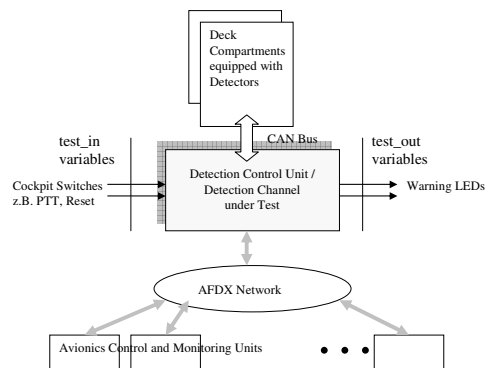 Deck
Compartments
equipped with
Detectors
CAN Bus
test_in
variables
test_out
variables
Cockpit Switches
z.B. PTT, Reset
Detection Control Unit /
Detection Channel
under Test
Warning LEDs
AFDX Network
Avionics Control and Monitoring Units